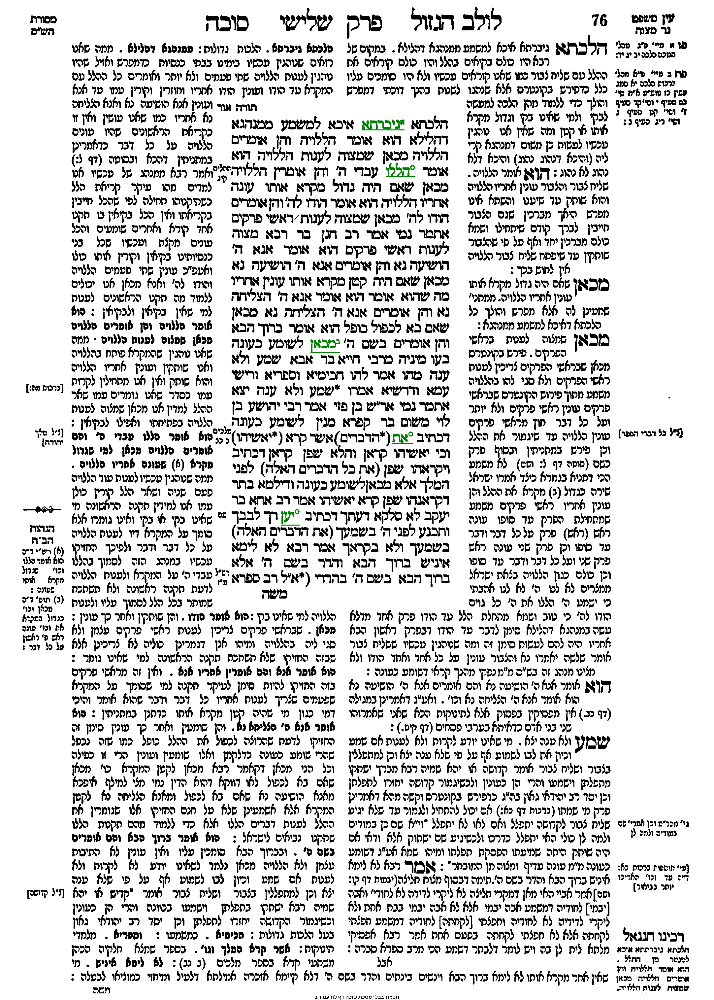 עין משפט
נר מצוה
76
לולב הגזול
פרק שלישי
סוכה
מסורת
הש"ס
תורה אור
הלכתא גיברתא איכא למשמע ממנהגא
דהלילא הוא אומר הללויה והן אומרים
הללויה מכאן שמצוה לענות הללויה הוא
אומר הללו עבדי ה' והן אומרין הללויה
מכאן שאם היה גדול מקרא אותו עונה
אחריו הללויה הוא אומר הודו לה' והן אומרים
הודו לה' מכאן שמצוה לענות ראשי פרקים
אתמר נמי אמר רב חנן בר רבא מצוה
לענות ראשי פרקים הוא אומר אנא ה'
הושיעה נא והן אומרים אנא ה' הושיעה נא
מכאן שאם היה קטן מקרא אותו עונין אחריו
מה שהוא אומר הוא אומר אנא ה' הצליחה
נא והן אומרים אנא ה' הצליחה נא מכאן
שאם בא לכפול כופל הוא אומר ברוך הבא
והן אומרים בשם ה' מכאן לשומע כעונה
בעו מיניה מרבי חייא בר אבא שמע ולא
ענה מהו אמר להו חכימיא וספריא ורישי
עמא ודרשיא אמרו *שמע ולא ענה יצא
אתמר נמי אר"ש בן פזי אמר רבי יהושע בן
לוי משום בר קפרא מנין לשומע כעונה
דכתיב את (*הדברים) אשר קרא (*יאשיהו)
וכי יאשיהו קראן והלא שפן קראן דכתיב
ויקראהו שפן (את כל הדברים האלה) לפני
המלך אלא מכאן לשומע כעונה ודילמא בתר
דקראנהו שפן קרא יאשיהו אמר רב אחא בר
יעקב לא סלקא דעתך דכתיב יען רך לבבך
ותכנע לפני ה' בשמעך (את הדברים האלה)
בשמעך ולא בקראך אמר רבא לא לימא
איניש ברוך הבא והדר בשם ה' אלא
ברוך הבא בשם ה' בהדדי (*א"ל רב ספרא
משה
הלכתא גיברתא איכא למשמע ממנהגא דהלילא. במקום של
רבא היו כולם בקיאים בהלל והיו כולם קוראים את
ההלל עם שליח צבור כמו שאנו קוראים עכשיו ולא היו סומכים עליו
כלל כדפירש בקונטרס אלא שנהגו לענות בהנך דוכתי דמפרש
והולך כדי ללמוד מהן הלכה למעשה
לבקי ולמי שאינו בקי וגדול מקרא
אותו או קטן ומה שאין אנו נוהגין
עכשיו לעשות כן משום דמנהגא קרי
ליה (והיכא דנהוג נהוג) והיכא דלא
נהוג לא נהוג: הוא אומר הללויה.
שליח צבור והצבור עונין אחריו הללויה
והוא שותק עד שיענו והשתא אינו
מפרש היאך מברכין שגם הצבור
חייבין לברך קודם שיתחילו ושמא
כולם מברכין יחד ואף על פי שהצבור
שותקין עד שיפתח שליח צבור הללויה
אין לחוש בכך:
מכאן שאם היה גדול מקרא אותו
עונין אחריו הללויה. ממתני'
שמעינן לה אלא מפרש והולך כל
הלכתא דאיכא למשמע ממנהגא:
מכאן שמצוה לענות בראשי
הפרקים. פירש בקונטרס
מכאן שבראשי הפרקים צריכין לענות
ראשי הפרקים ולא סגי להו בהללויה
משמע מתוך פירוש הקונטרס שבראשי
פרקים עונין ראשי פרקים ולא יותר
ועל כל דבר חוץ מראשי פרקים
עונין הללויה עד שיגמור את ההלל
וכן פירש במתניתין ובסוף פרק
כשם (סוטה דף ל: ושם) לא משמע
הכי דתניא בגמרא כיצד אמרו ישראל
שירה כגדול (ב) מקרא את ההלל והן
עונין אחריו ראשי פרקים משמע
שמתחילת הפרק עד סופו עונה
ראש (ראש) פרק על כל דבר ודבר
עד סופו וכן פרק שני עונה ראש
פרק שני ועל כל דבר ודבר עד סופו
וכן כולם כגון הללויה בצאת ישראל
ממצרים לא לנו ה' לא לנו אהבתי
כי ישמע ה' הללו את ה' כל גוים
הודו לה' כי טוב ושמא מתחלת הלל עד הודו פרק אחד מדלא
עשה במנהגא דהלילא סימן לדבר עד הודו דבפרק ראשון הבא
אחריו היה להם לעשות סימן זה ומה שנוהגין עכשיו ששליח צבור
אומר שלשה יאמרו נא והצבור עונין על כל אחד ואחד הודו ולא
מצינו מנהג זה בש"ס מ"מ נפקי מהנך קראי דשומע כעונה:
הוא אומר אנא ה' הושיעה נא והם אומרים אנא ה' הושיעה נא
הוא אומר אנא ה' הצליחה נא וכו'. ואע"ג דאמרינן במגילה
(דף כב.) אין מפסיקין בפסוק אלא לתינוקות הכא שאני שאמרוהו
שני בני אדם כדאיתא בערבי פסחים (דף קיט.):
שמע ולא ענה יצא. מי שאינו יודע לקרות ולא לענות אם שמע
וכיון את לבו לשמוע אף על פי שלא ענה יצא וכן למתפללין
בצבור ושליח צבור אומר קדושה או יהא שמיה רבא מברך ישתקו
מתפלתן וישמעו והרי הן כעונין ולכשיגמור קדושה יחזרו לתפלתן
וכן יסד רב יהודאי גאון בה"ג כדפירש בקונטרס וקשה מהא דאמרינן
פרק מי שמתו (ברכות דף כא:) אם יכול להתחיל ולגמור עד שלא יגיע
שליח צבור לקדושה יתפלל ואם לאו לא יתפלל *וי"א שם כן במודים
ולמה לן כולי האי יתפלל כדרכו ולכשיגיע שם ישתוק אלא ודאי אם
היה שותק היתה שמיעתו הפסקת תפלתו ומיהו שמא אע"ג דשומע
כעונה מ"מ עונה עדיף ומצוה מן המובחר*: אמר רבא לא לימא
איניש ברוך הבא והדר בשם ה'. תימה דבסוף מצות חליצה (יבמות דף קו:
ושם] אמר אביי האי מאן דמקרי חליצה לא ליקרי לדידה לא לחודי' ואבה
[יבמי] לחודיה דמשמע אבה יבמי אלא לא אבה יבמי בבת אחת ולא
ליקרי לדידיה לא לחודיה וחפצתי [לקחתה] לחודיה דמשמע חפצתי
לקחתה אלא לא חפצתי לקחתה בפעם אחת אמר רבא אפסוקי
מלתא לית לן בה ויש לומר דלבתר דשמע הכי מרב ספרא סברה:
אבל
הלכתא גיברתא. הלכות גדולות: ממנהגא דהלילא. ממה שאנו
רואים שנוהגין עכשיו בימינו בבתי כנסיות כדמפרש ואזיל שהיו
נוהגין לענות הללויה שתי פעמים ולא יותר ואומרים כל ההלל עם
המקרא עד הודו ועונין הודו אחריו וחוזרין וקורין עמו עד אנא
ועונין אנא הושיעה נא ואנא הצליחה
נא אחריו כמו שאנו עושין ואין זו
כקריאת הראשונים שהיו עונים
הללויה על כל דבר כדאמרינן
במתניתין דהכא ובסוטה (דף ל:)
ואמר רבא ממנהג של עכשיו אנו
למדים מהו עיקר קריאת הלל
כשתיקנוהו תחילה לפי שהכל חייבין
בקריאתו ואין הכל בקיאין בו תקנו
אחד קורא ואחרים שומעים והכל
עונים מקצת ועכשיו שכל בני
כנסיותינו בקיאין וקורין אותו כולו
ואעפ"כ עונין שתי פעמים הללויה
והודו לה' ואנא מכאן אנו יכולים
ללמוד מה תקנו הראשונים לענות
למי שאין בקיאין ולבקיאין: הוא
אומר הללויה והן אומרים הללויה
מכאן שמצוה לענות הללויה. ממה
שאנו נוהגין שהמקרא פותח בהללויה
ואנו שותקין ועונין אחריו הללויה
והוא שותק ואין אנו מתחילין לקרות
עמו כסדר שאנו גומרים עמו שאר
ההלל למדין אנו מכאן שמצוה לענות
הללויה בפתיחתו ואפילו לבקיאין:
הוא אומר הללו עבדי ה' והם
אומרים הללויה מכאן למי שגדול
מקרא (א) שעונה אחריו הללויה.
ממה שנוהגין עכשיו לענות עוד הללויה
פעם שניה ושאר הלל קורין כולן
עמו אנו למידין תקנה הראשונה מי
שאינו בקי או בקי ואינו גומרו אלא
סומך על המקרא דיו לענות הללויה
על כל דבר ודבר ולפיכך החזיקו
עכשיו במנהג הזה לסמוך בהללו
עבדי ה' על המקרא ולענות הללויה
לדעת תקנה ראשונה ולא תשתכח
שמותר בכל הלל לסמוך עליו ולענות
הללויה למי שאינו בקי: הוא אומר הודו. והן שותקין ואחר כך עונין:
מכאן. שבראשי פרקים צריכין לענות ראשי פרקים עצמן ולא
סגי ליה בהללויה ומיהו אנן דגמרינן כוליה לא צריכינן אלא
שבזה החזיקו שלא תשתכח תקנה הראשונה למי שאינו גומר:
הוא אומר אנא והם אומרין אחריו אנא. ואין זה מראשי פרקים
בזה החזיקו להיות סימן לעיקר תקנה למי שסומך על המקרא
שפעמים שצריך לענות אחריו כל דבר ודבר שהוא אומר והיכי
דמי כגון מי שהיה קטן מקרא אותו כדתנן במתניתין: הוא
אומר אנא ה' הצליחה נא. והן שומעין ואחר כך עונין סימן זה
החזיקו לדעת שהרוצה לכפול את ההלל כופל כמו שזה נכפל
שהרי שומע כעונה כדלקמן ואלו שומעין ועונין הרי זו כפילה
וכל הני מכאן דקאמר רבא מכאן לקטן המקרא כו' מכאן
שאם בא לכפול לאו דווקא דהוא הדין נמי מצי למילף איפכא
מאנא הושיעה נא שאם בא לכפול ומאנא הצליחה נא לקטן
המקרא אלא אשמעינן שלא על חנם החזיקו אלו שגומרין את
ההלל לענות דברים הללו אלא כדי ללמוד מהם תקנות הללו
שתקנו נביאים לישראל: הוא אומר ברוך הבא והם אומרים
בשם ה'. ובברוך הבא סומכין עליו ואין עונין לא התיבות
עצמן ולא הללויה מכאן נלמד לשאינו יודע לא לקרות ולא
לענות אם שמע וכיון לבו לשמוע אף על פי שלא ענה
יצא וכן למתפללין בצבור ושליח צבור אומר *קדיש או יהא
שמיה רבא ישתקו בתפלתן וישמעו בכוונה והרי הן כעונין
וכשיגמור הקדושה יחזרו לתפלתן וכן יסד רב יהודאי גאון
בעל הלכות גדולות: חכימיא. כמשמעו: וספריא. מלמדי
תינוקות: אשר קרא המלך וגו'. בספר שמצא חלקיה הכהן
משתעי קרא בספר מלכים (ב כב): לא לימא איניש. מי
שאין אחר מקרא אותו לא לימא ברוך הבא וינשים בינתים והדר בשם ה' דלא קיימא אזכרה אמילתא דלעיל ומיחזי כמוציאו לבטלה:
משה
פו א מיי' פ"ג מהל'
חנוכה הלכה יב יג יד:
פח ב מיי' פ"א מהל'
ברכות הלכה יא סמג
עשין כז טוש"ע א"ח סי'
כה סעיף י וסי' קד סעיף
ז' וסי' קט סעיף ג
וסי' ריג סעיף ב:
[צ"ל כל דברי הספר]
גי' מהר"מ וכן אמרי' שם
במודים ולמה לן
[עי' תוספות ברכות כא:
ד"ה עד וכו' האריכו
יותר בביאור]
רבינו חננאל
הלכתא גיברתתא איכא
למגמר מן ההלל.
הוא אומר הללויה והן
אומרים הללויה מכאן
שמצוה לענות הללויה.
תהלים
קיג
מלכים
ב כב
שם
רש"ל
מ"ז
[ברכות מה:]
[צ"ל מלך
יהודה]
הגהות
הב"ח
(א) רש"י ד"ה
הוא אומר הללו
וכו' שגדול
מקרא אותו
שעונה:
(ב) תוס' ד"ה
מכאן וכו'
כגדול המקרא
את וכו' עונה
ראש פ' ראשון
על כל דבר:
[צ"ל קדושה]
תלמוד בבלי מסכת סוכה דף לח עמוד ב